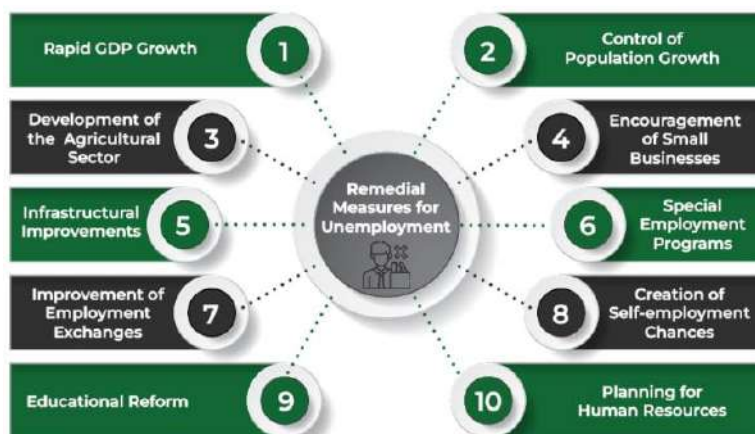 Rapid GDP Growth
1
2
Control of
Population Growth
Development of
the Agricultural
Sector
3
4
Encouragement
of Small
Businesses
Remedial
Measures for
Unemployment
Infrastructural
Improvements
5
6
Special
Employment
Programs
Improvement of
Employment
Exchanges
7
8
Creation of
Self-employment
Chances
Educational Reform
9
10
Planning for
Human Resources